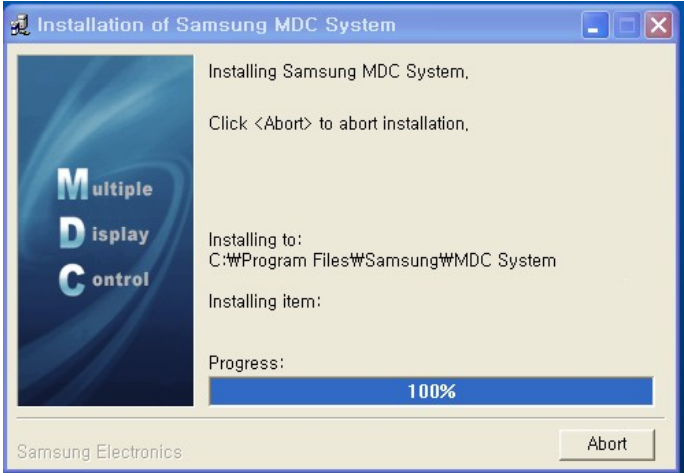 Installation of Samsung MDC System
Installing Samsung MDC System,
Click <Abort> to abort installation,
Multiple
Display
Control
Installing to:
C:₩Program Files₩Samsung₩MDC System
Installing item:
Progress:
100%
Samsung Electronics
Abort